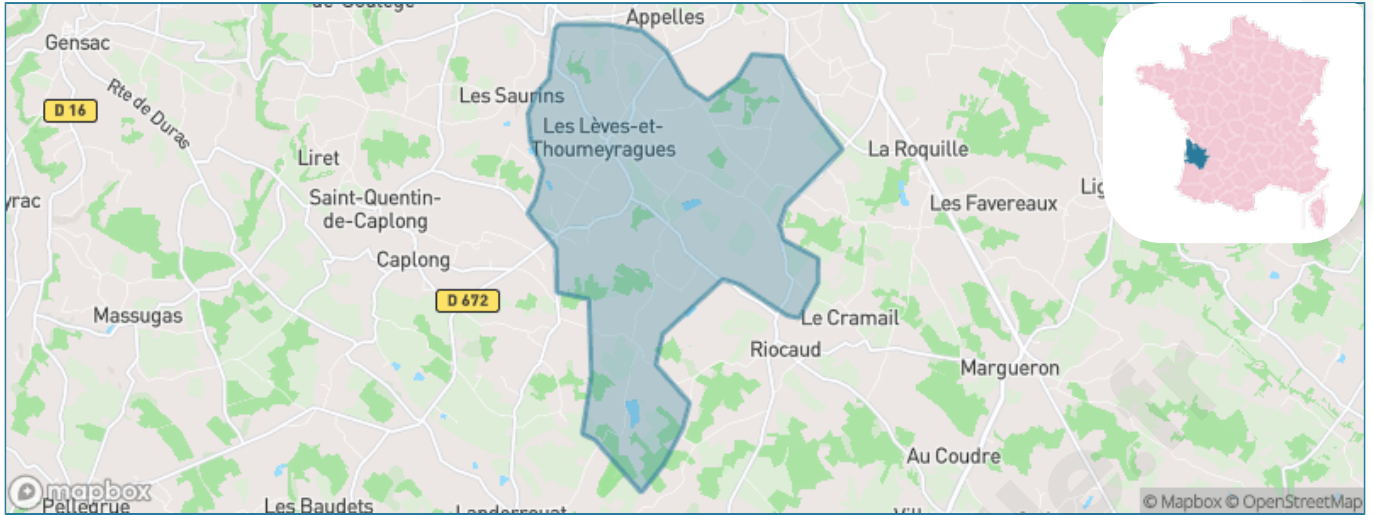 Appelles
Gensac
Rte de Duras
D 16
Les Saurins
Les Lèves-et-
Thoumeyragues
La Roquille
Liret
Saint-Quentin-
de-Caplong
Les Favereaux
Caplong
D 672
Massugas
Le Cramail
Riocaud
Margueron
Au Coudre
mapbox
Pellegrue
Les Baudets
© Mapbox © OpenStreetMap